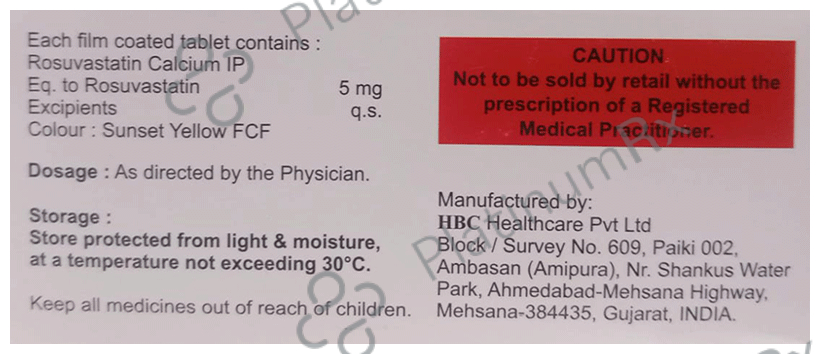 Each film coated tablet contains :
Rosuvastatin Calcium IP
Eq. to Rosuvastatin 5 mg
Excipients q.s.
Colour : Sunset Yellow FCF
Dosage : As directed by the Physician.
Storage :
Store protected from light & moisture,
at a temperature not exceeding 30°C.
Keep all medicines out of reach of children.
CAUTION
Not to be sold by retail without the
prescription of a Registered
Medical Practitioner.
Manufactured by:
HBC Healthcare Pvt Ltd
Block / Survey No. 609, Paiki 002,
Ambasan (Amipura), Nr. Shankus Water
Park, Ahmedabad-Mehsana Highway,
Mehsana-384435, Gujarat, INDIA.
PlatinumRx